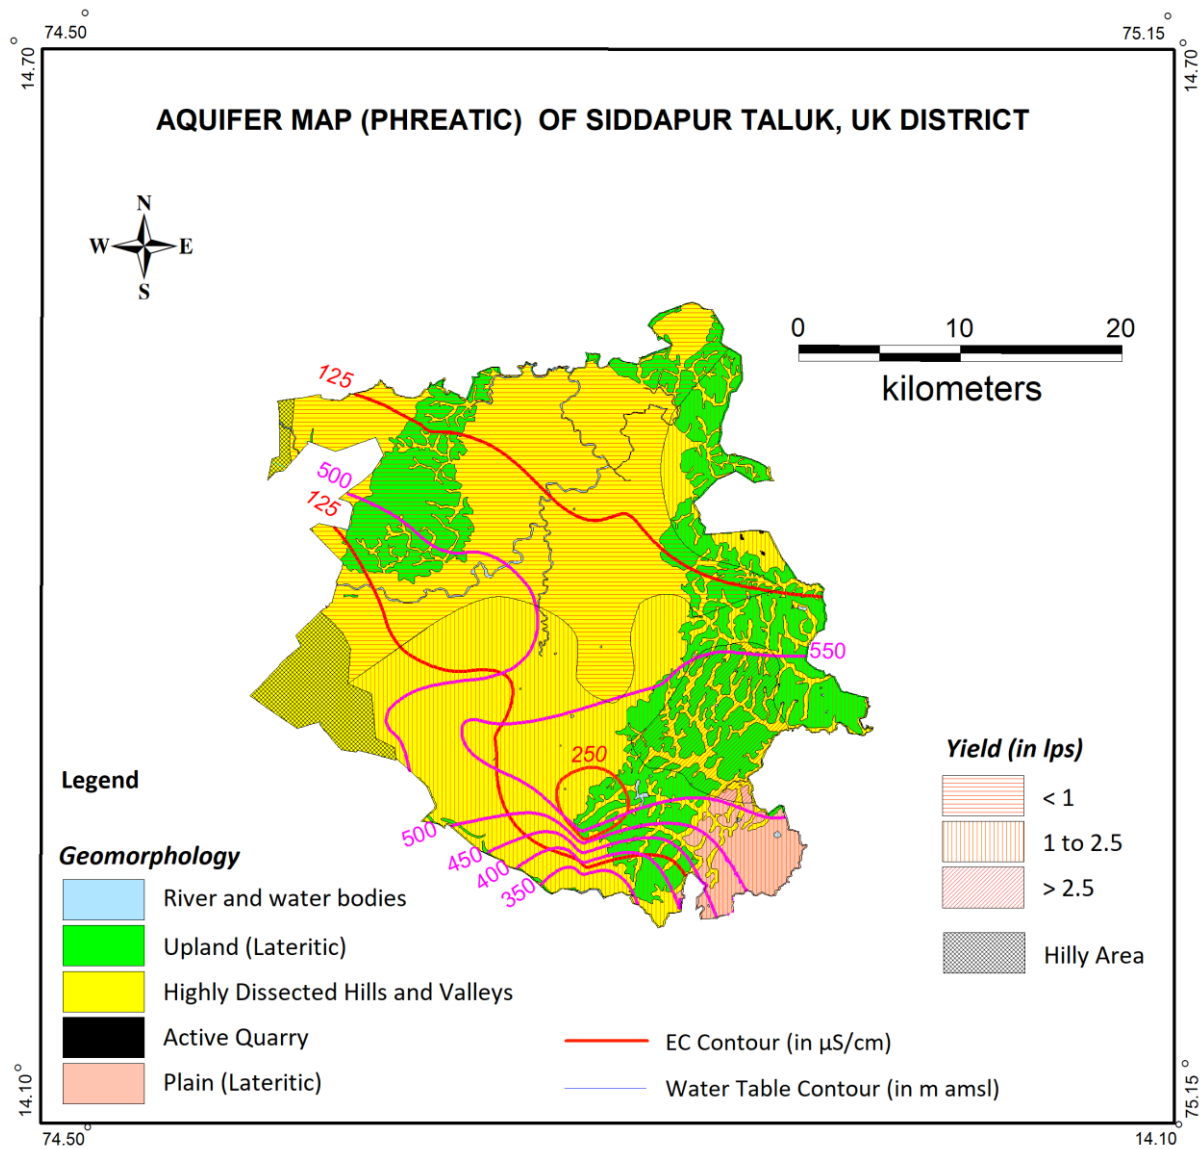 74.50°
75.15°
14.70°
14.70°
AQUIFER MAP (PHREATIC) OF SIDDAPUR TALUK, UK DISTRICT
N
W E
S
0 10 20
kilometers
125
500
125
550
250
500
450
400
350
Legend
Geomorphology
River and water bodies
Upland (Lateritic)
Highly Dissected Hills and Valleys
Active Quarry
Plain (Lateritic)
EC Contour (in µS/cm)
Water Table Contour (in m amsl)
Yield (in lps)
< 1
1 to 2.5
> 2.5
Hilly Area
14.10°
75.15°
74.50°
14.10°